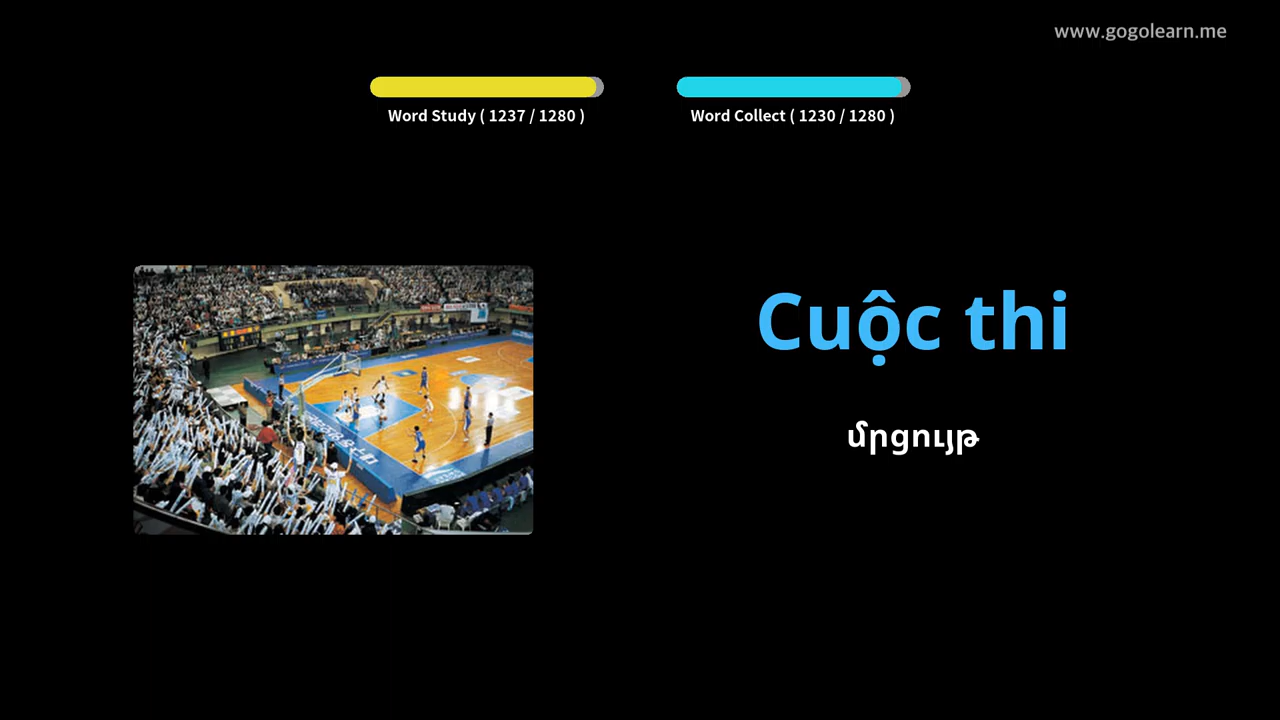 www.gogolearn.me
Word Study ( 1237 / 1280 )
Word Collect ( 1230 / 1280 )
Cuộc thi
մրցույթ